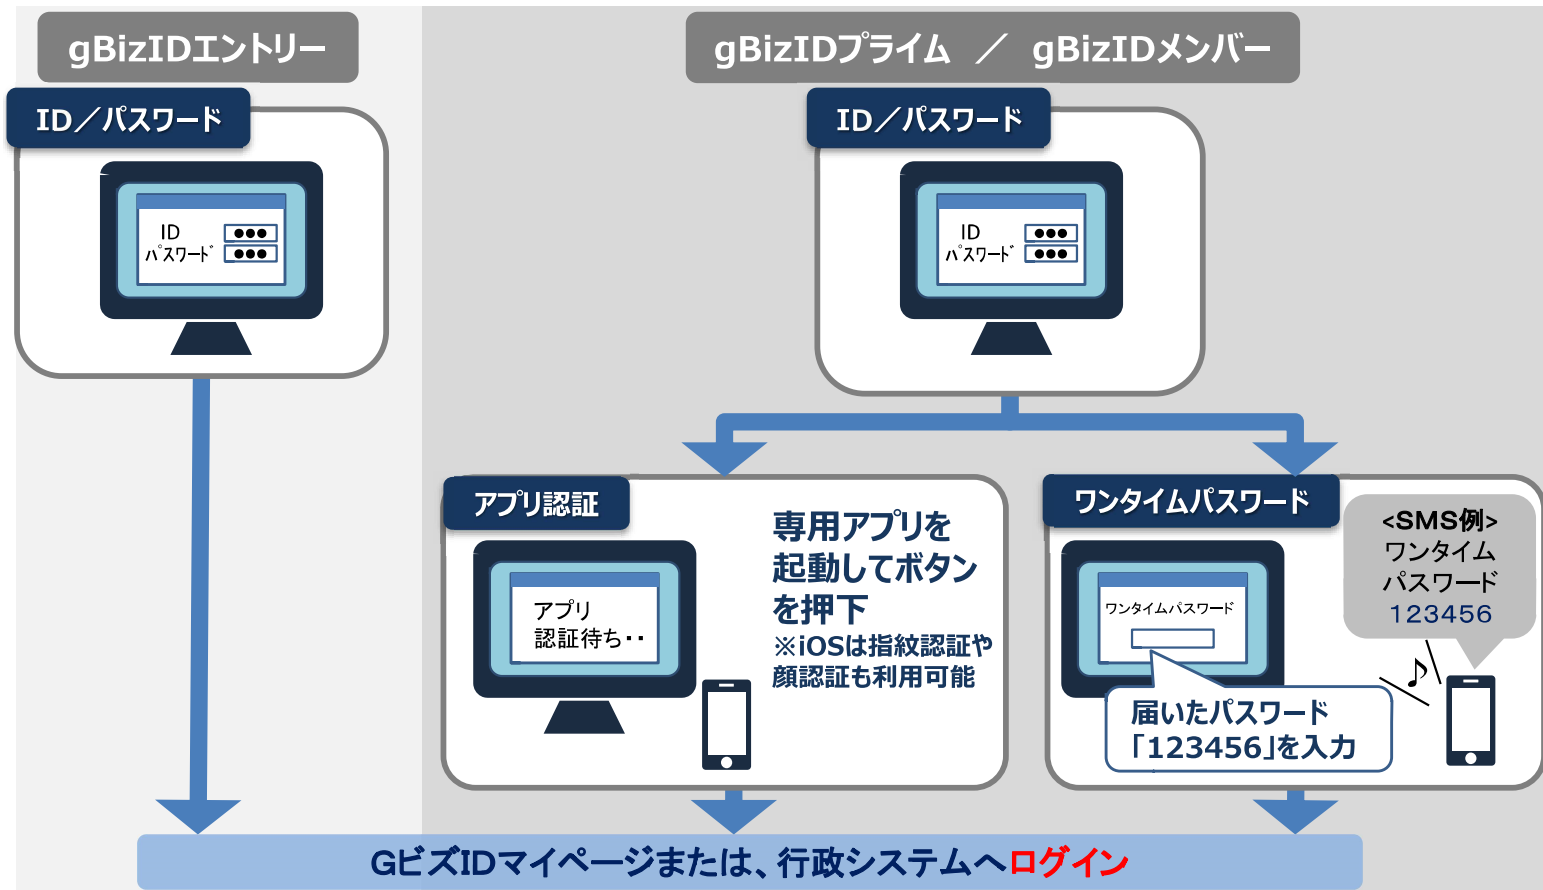 gBizIDエントリー
ID／パスワード
ID
●●●
パスワード
●●●
gBizIDプライム ／ gBizIDメンバー
ID／パスワード
ID
●●●
パスワード
●●●
アプリ認証
アプリ
認証待ち・・
専用アプリを
起動してボタン
を押下
※iOSは指紋認証や
顔認証も利用可能
ワンタイムパスワード
ワンタイムパスワード
届いたパスワード
「123456」を入力
<SMS例>
ワンタイム
パスワード
123456
♪
GビズIDマイページまたは、行政システムへログイン